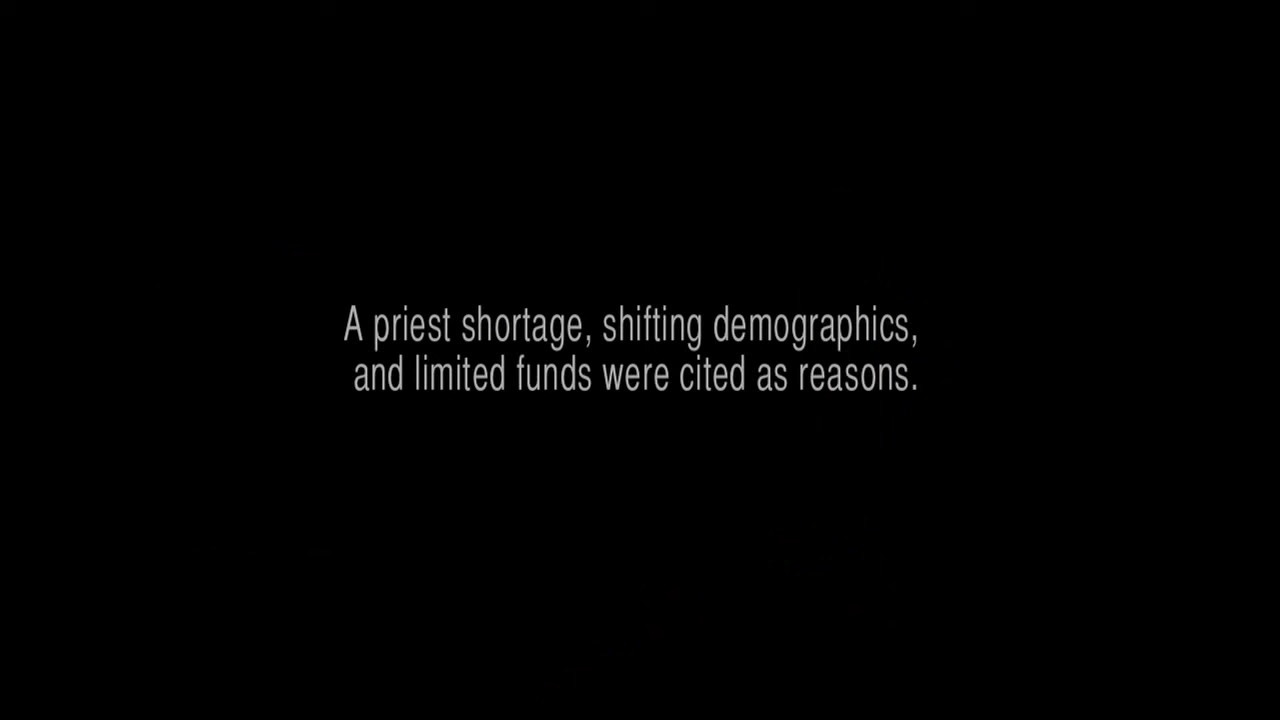 A priest shortage, shifting demographics,
and limited funds were cited as reasons.